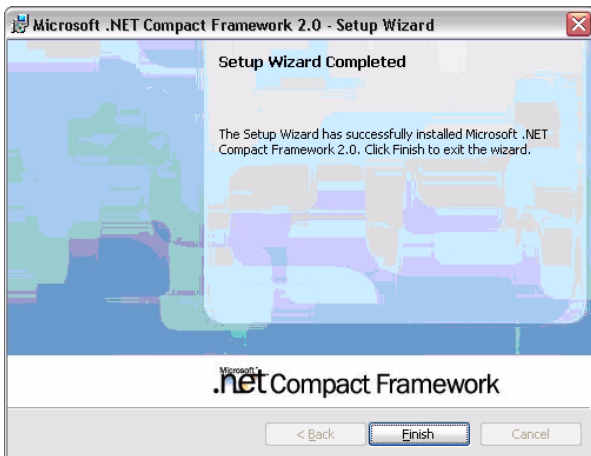 Microsoft .NET Compact Framework 2.0 - Setup Wizard
Setup Wizard Completed
The Setup Wizard has successfully installed Microsoft .NET
Compact Framework 2.0. Click Finish to exit the wizard.
Microsoft
.net Compact Framework
< Back
Finish
Cancel